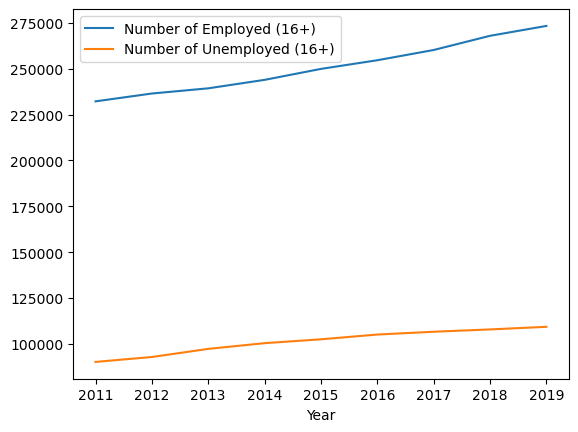 275000
250000
225000
200000
175000
150000
125000
100000
Number of Employed (16+)
Number of Unemployed (16+)
2011 2012 2013 2014 2015 2016 2017 2018 2019
Year